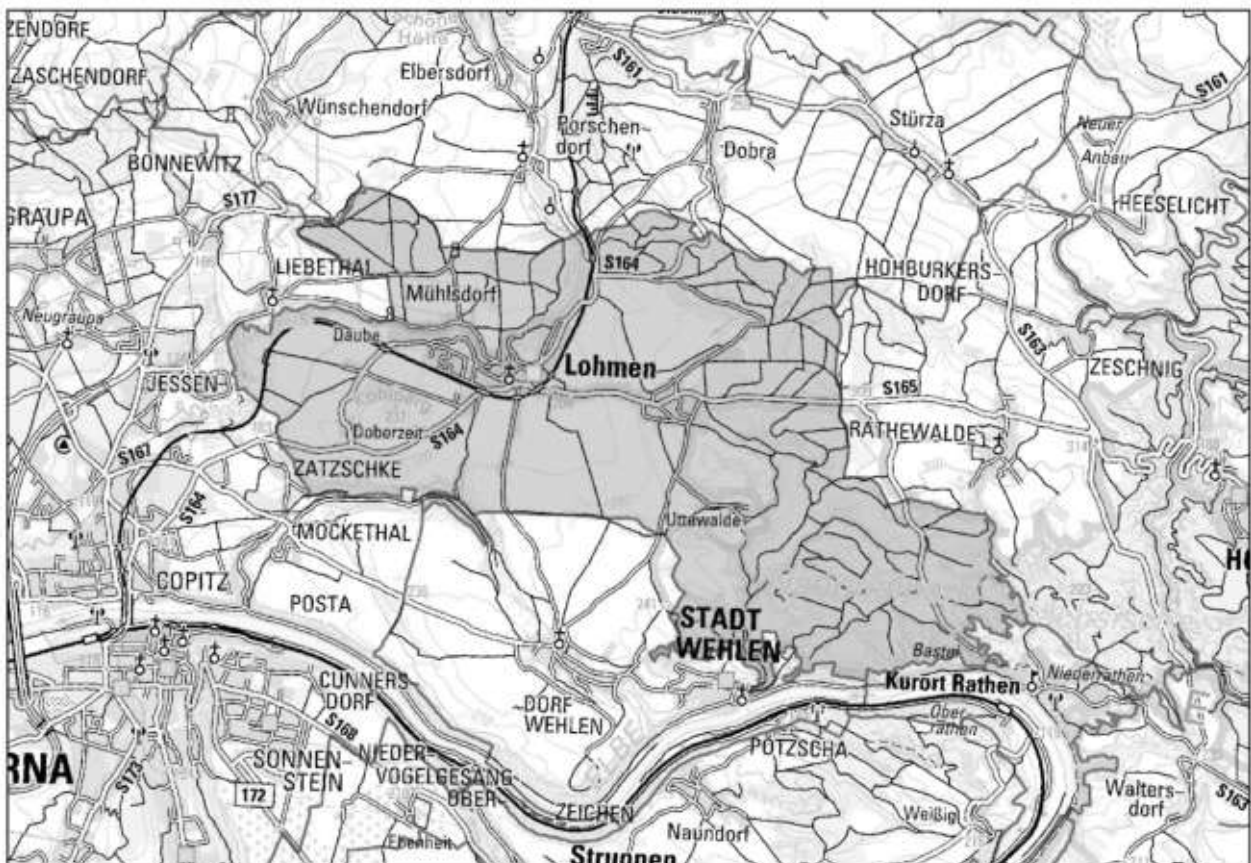 ZENDORF
ZASCHENDORF
Elbersdorf
Wünschendorf
S161
Porschen-
dorf
Dobra
Stürza
S161
Neuer
Anbau
BONNEWITZ
GRAUPA
S177
HEESELICHT
LIEBETHAL
Mühlsdorf
S164
HOHBURKERS-
DORF
Neugraupa
Daube
Lohmen
S163
ZESCHNIG
JESSEN
S165
Doberzeit
S164
RATHEWALDE
S167
ZATZSCHKE
S164
MOCKETHAL
Uttewalde
COPITZ
POSTA
STADT
WEHLEN
Bastei
Niederrathen
Kurort Rathen
CUNNERS-
DORF
DORF
WEHLEN
Ober-
rathen
S168
PÖTZSCHA
RNA
SONNEN-
STEIN
NIEDER-
VOGELGESANG
OBER-
172
S173
ZEICHEN
Walters-
dorf
S163
Weißig
Ebenheit
Naundorf
Struppen